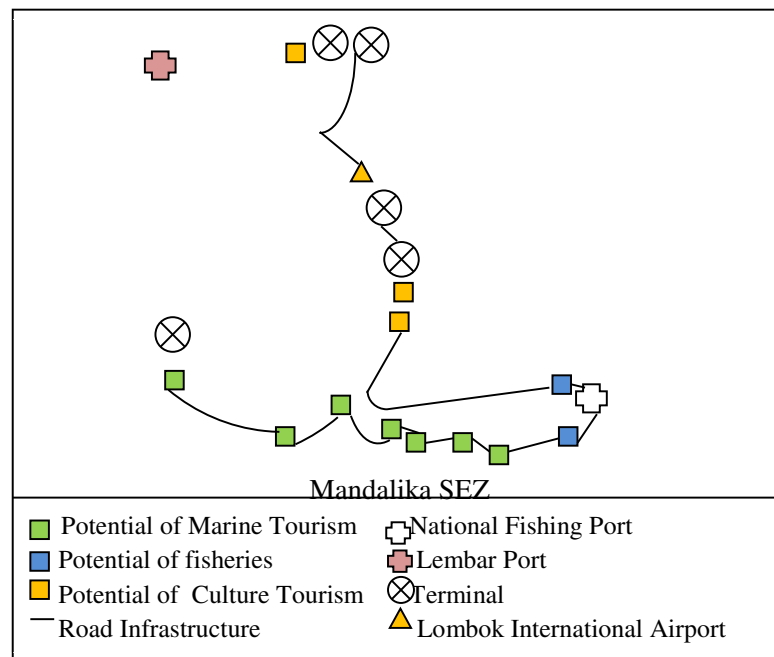 Mandalika SEZ
Potential of Marine Tourism
National Fishing Port
Potential of fisheries
Lembar Port
Potential of Culture Tourism
Terminal
Road Infrastructure
Lombok International Airport